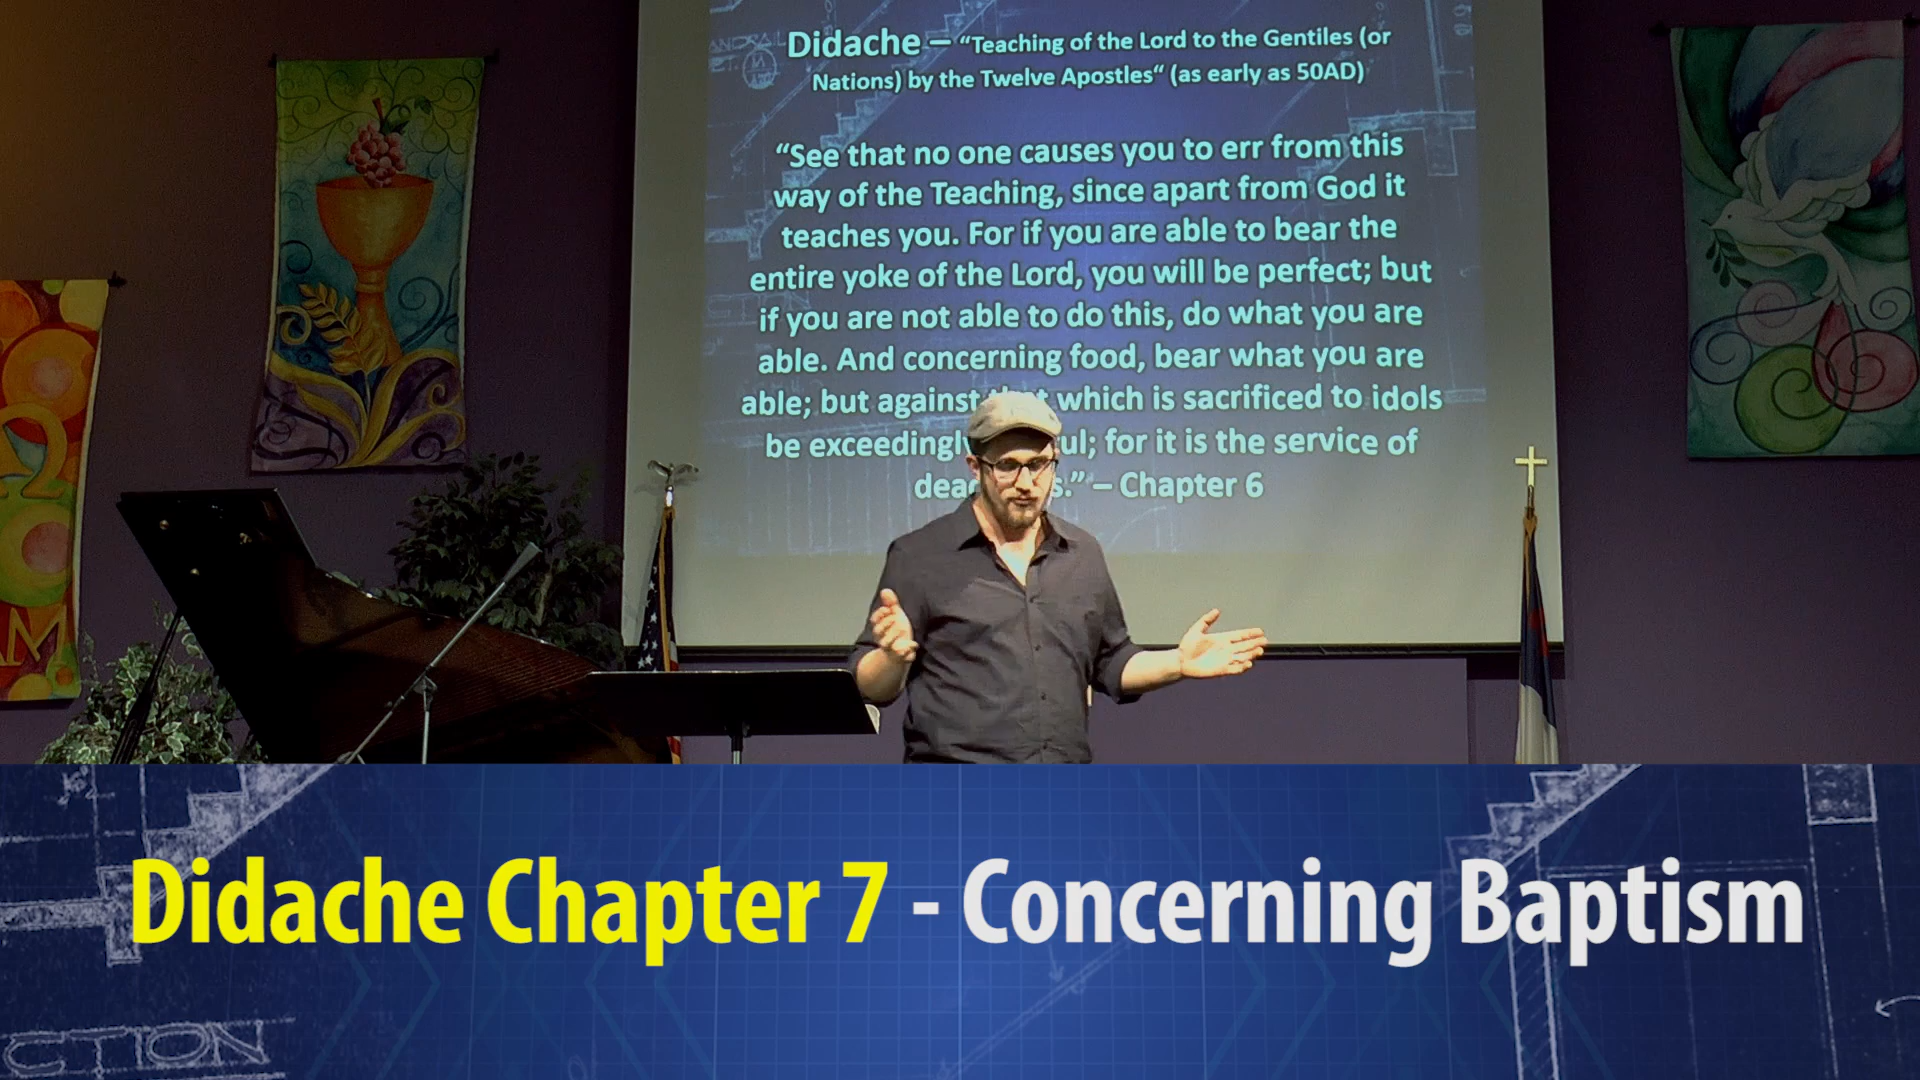 Didache – “Teaching of the Lord to the Gentiles (or
Nations) by the Twelve Apostles“ (as early as 50AD)
“See that no one causes you to err from this
way of the Teaching, since apart from God it
teaches you. For if you are able to bear the
entire yoke of the Lord, you will be perfect; but
if you are not able to do this, do what you are
able. And concerning food, bear what you are
able; but against which is sacrificed to idols
be for it is the service of
– Chapter 6
Didache Chapter 7 - Concerning Baptism
CTION